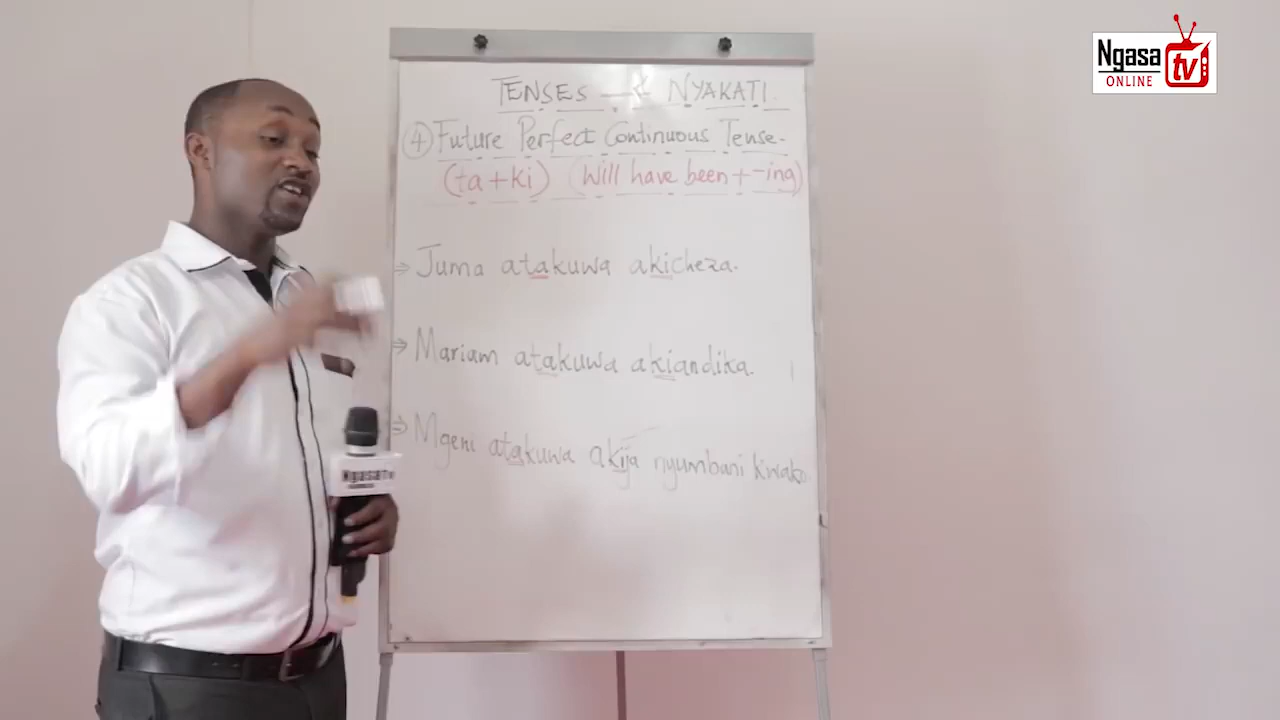 TENSES — NYAKATI.
④ Future Perfect Continuous Tense-
(ta+ki) (Will have been + -ing)
⇒ Juma atakuwa akicheza.
⇒ Mariam atakuwa akiandika.
⇒ Mgeni atakuwa akija nyumbani kwako.
NgasaTv
Ngasa tv
ONLINE